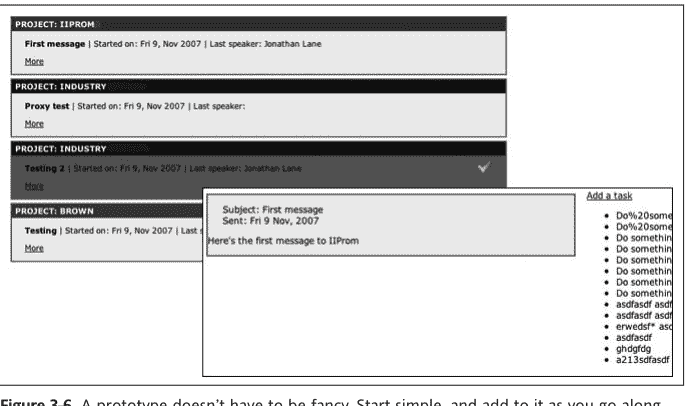 PROJECT: IIPROM
First message | Started on: Fri 9, Nov 2007 | Last speaker: Jonathan Lane
More
PROJECT: INDUSTRY
Proxy test | Started on: Fri 9, Nov 2007 | Last speaker:
More
PROJECT: INDUSTRY
Testing 2 | Started on: Fri 9, Nov 2007 | Last speaker: Jonathan Lane
More
PROJECT: BROWN
Testing | Started on: Fri 9, Nov 2007 | Last s
More
Subject: First message
Sent: Fri 9 Nov, 2007
Here's the first message to IIProm
Add a task
Do%20some
Do%20some
Do somethin
Do somethin
Do somethin
Do somethin
Do somethin
Do somethin
asdfasdf asdf
asdfasdf asdf
erwedsf* asd
asdfasdf
ghdgfdg
a213sdfasdf
Figure 3-6. A prototype doesn't have to be fancy. Start simple, and add to it as you go along.